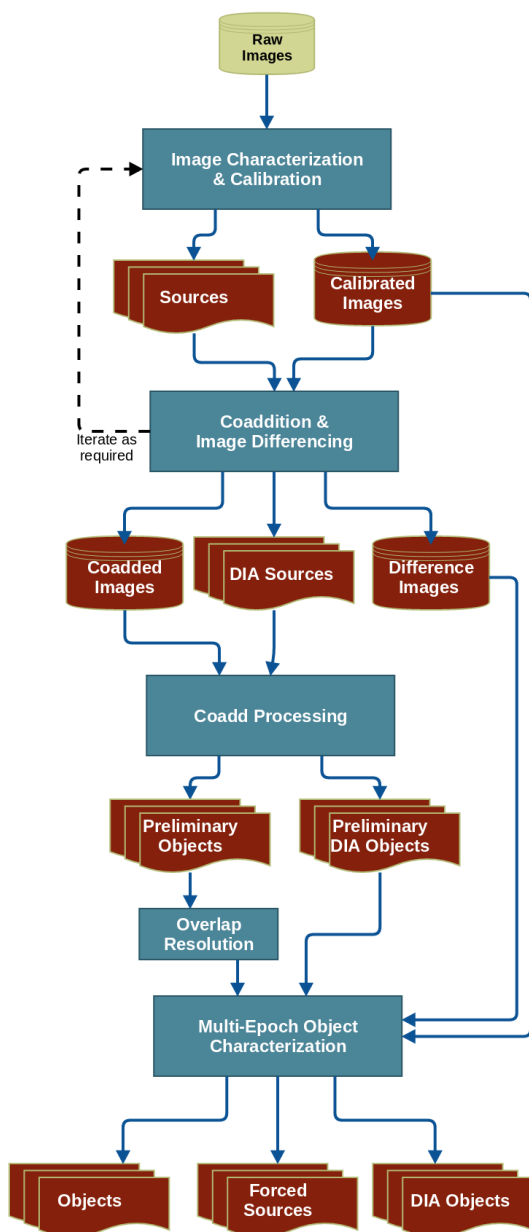 Raw
Images
Image Characterization
& Calibration
Sources
Calibrated
Images
Coaddition &
Image Differencing
Iterate as
required
Coadded
Images
DIA Sources
Difference
Images
Coadd Processing
Preliminary
Objects
Preliminary
DIA Objects
Overlap
Resolution
Multi-Epoch Object
Characterization
Objects
Forced
Sources
DIA Objects